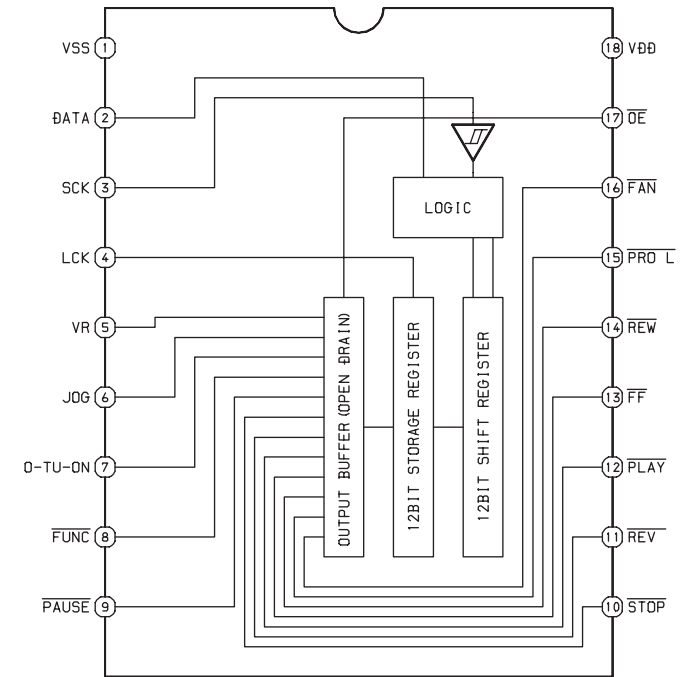 VSS 1
18 VDD
DATA 2
17 OE
SCK 3
16 FAN
LOGIC
LCK 4
15 PRO L
VR 5
14 REW
JOG 6
13 FF
O-TU-ON 7
12 PLAY
FUNC 8
11 REV
PAUSE 9
10 STOP
OUTPUT BUFFER (OPEN DRAIN)
12BIT STORAGE REGISTER
12BIT SHIFT REGISTER